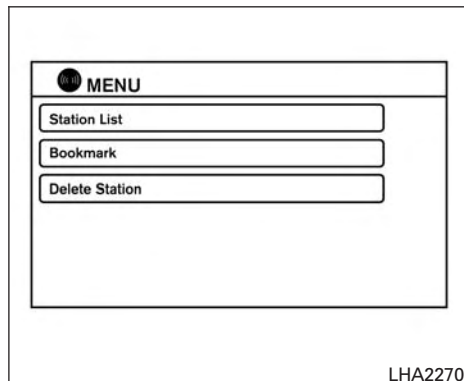 MENU
Station List
Bookmark
Delete Station
LHA2270